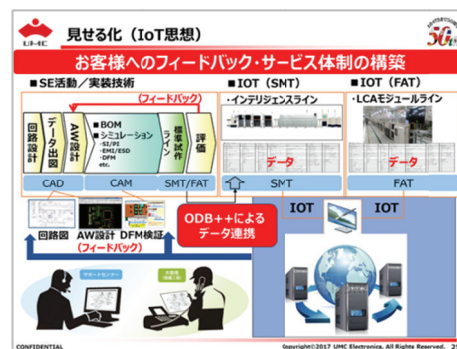 UMC
見せる化（IoT思想）
お客様へのフィードバック・サービス体制の構築
■SE活動／実装技術
（フィードバック）
回路設計
データ出図
AW設計
■BOM
■シミュレーション
-SI/PI
-EMI/ESD
-DFM
etc.
標準試作ライン
評価
CAD
CAM
SMT/FAT
■IOT（SMT）
・インテリジェンスライン
データ
SMT
■IOT（FAT）
・LCAモジュールライン
データ
FAT
ODB++による
データ連携
IOT
IOT
回路図
AW設計
DFM検証
（フィードバック）
サポートセンター
CONFIDENTIAL
Copyright©2017 UMC Electronics. All Rights Reserved.